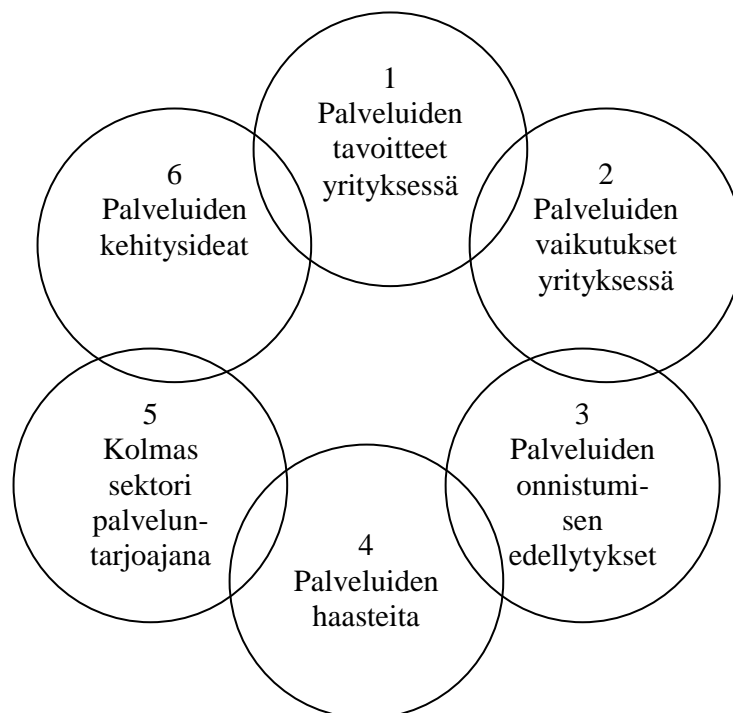 1
Palveluiden
tavoitteet
yrityksessä
2
Palveluiden
vaikutukset
yrityksessä
3
Palveluiden
onnistumi-
sen
edellytykset
4
Palveluiden
haasteita
5
Kolmas
sektori
palvelun-
tarjoajana
6
Palveluiden
kehitysideat